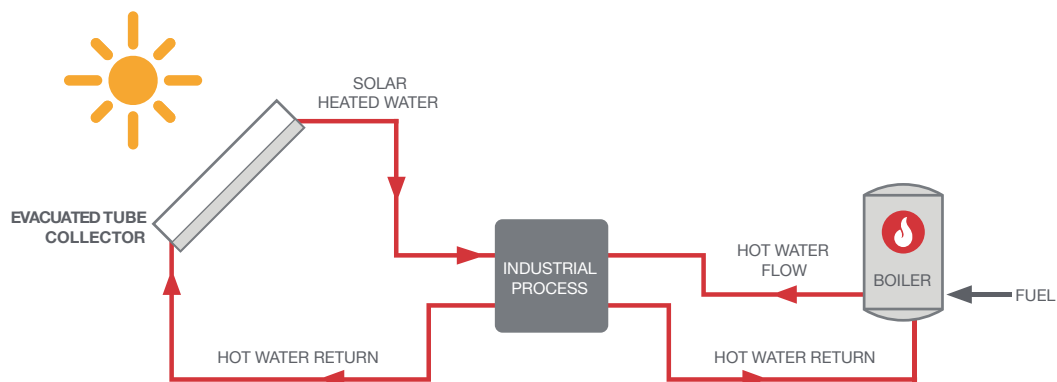 SOLAR
HEATED WATER
EVACUATED TUBE
COLLECTOR
INDUSTRIAL
PROCESS
HOT WATER
FLOW
BOILER
FUEL
HOT WATER RETURN
HOT WATER RETURN